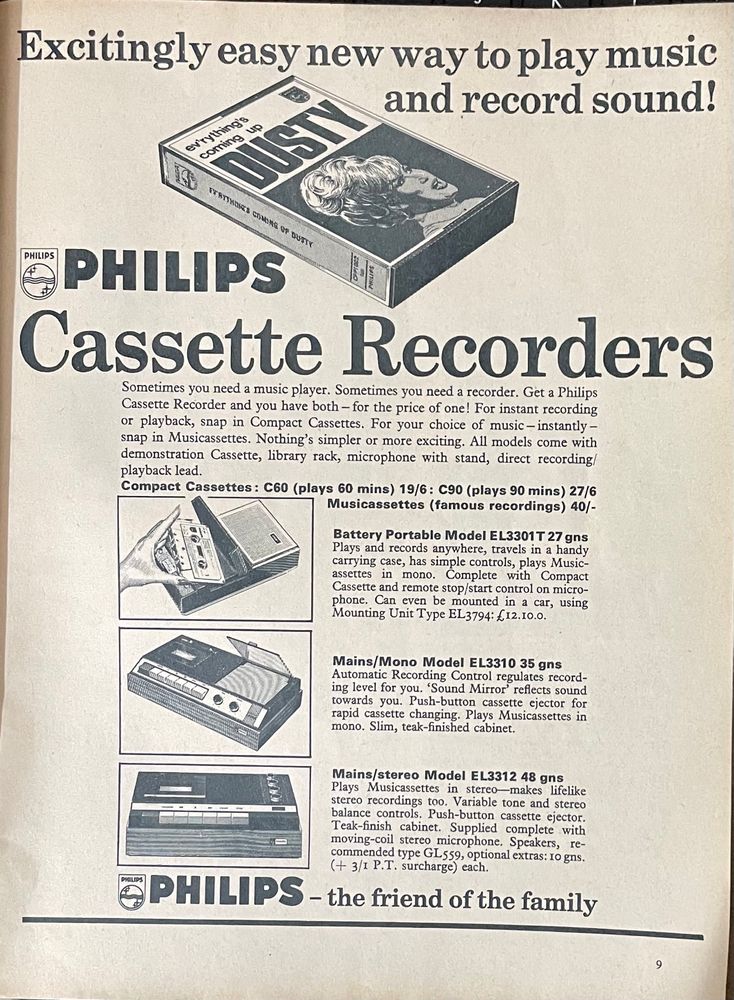 Excitingly easy new way to play music
and record sound!
ev'rything's
coming up
DUSTY
EV'RYTHING'S COMING UP DUSTY
PHILIPS
PHILIPS
PHILIPS
Cassette Recorders
Sometimes you need a music player. Sometimes you need a recorder. Get a Philips
Cassette Recorder and you have both – for the price of one! For instant recording
or playback, snap in Compact Cassettes. For your choice of music – instantly –
snap in Musicassettes. Nothing's simpler or more exciting. All models come with
demonstration Cassette, library rack, microphone with stand, direct recording/
playback lead.
Compact Cassettes: C60 (plays 60 mins) 19/6: C90 (plays 90 mins) 27/6
Musicassettes (famous recordings) 40/-
Battery Portable Model EL3301T 27 gns
Plays and records anywhere, travels in a handy
carrying case, has simple controls, plays Music-
assettes in mono. Complete with Compact
Cassette and remote stop/start control on micro-
phone. Can even be mounted in a car, using
Mounting Unit Type EL3794: £12.10.0.
Mains/Mono Model EL3310 35 gns
Automatic Recording Control regulates record-
ing level for you. 'Sound Mirror' reflects sound
towards you. Push-button cassette ejector for
rapid cassette changing. Plays Musicassettes in
mono. Slim, teak-finished cabinet.
Mains/stereo Model EL3312 48 gns
Plays Musicassettes in stereo—makes lifelike
stereo recordings too. Variable tone and stereo
balance controls. Push-button cassette ejector.
Teak-finish cabinet. Supplied complete with
moving-coil stereo microphone. Speakers, re-
commended type GL559, optional extras: 10 gns.
(+ 3/1 P.T. surcharge) each.
PHILIPS
PHILIPS – the friend of the family
9